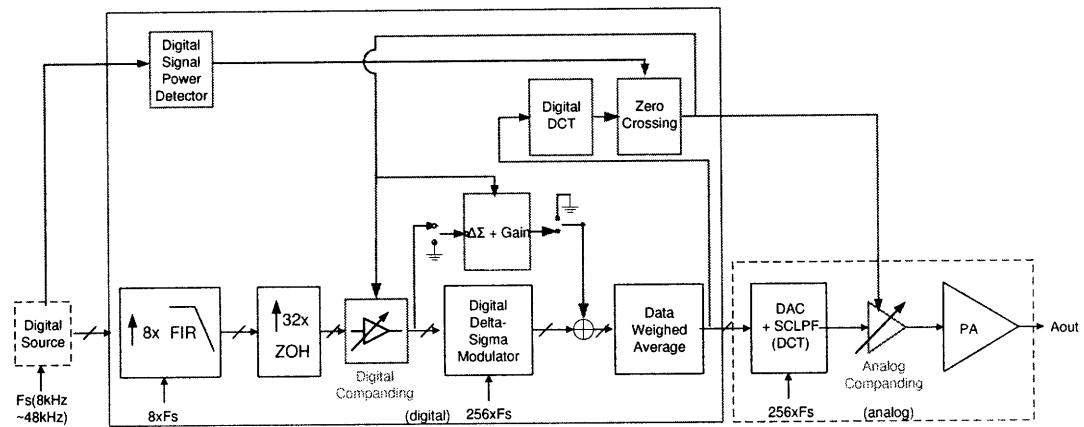 Digital
Signal
Power
Detector
Digital
DCT
Zero
Crossing
ΔΣ + Gain
Digital
Source
8x FIR
32x
ZOH
Digital
Companding
Digital
Delta-
Sigma
Modulator
Data
Weighed
Average
DAC
+ SCLPF
(DCT)
Analog
Companding
PA
Aout
Fs(8kHz
~48kHz)
8xFs
(digital)
256xFs
256xFs
(analog)